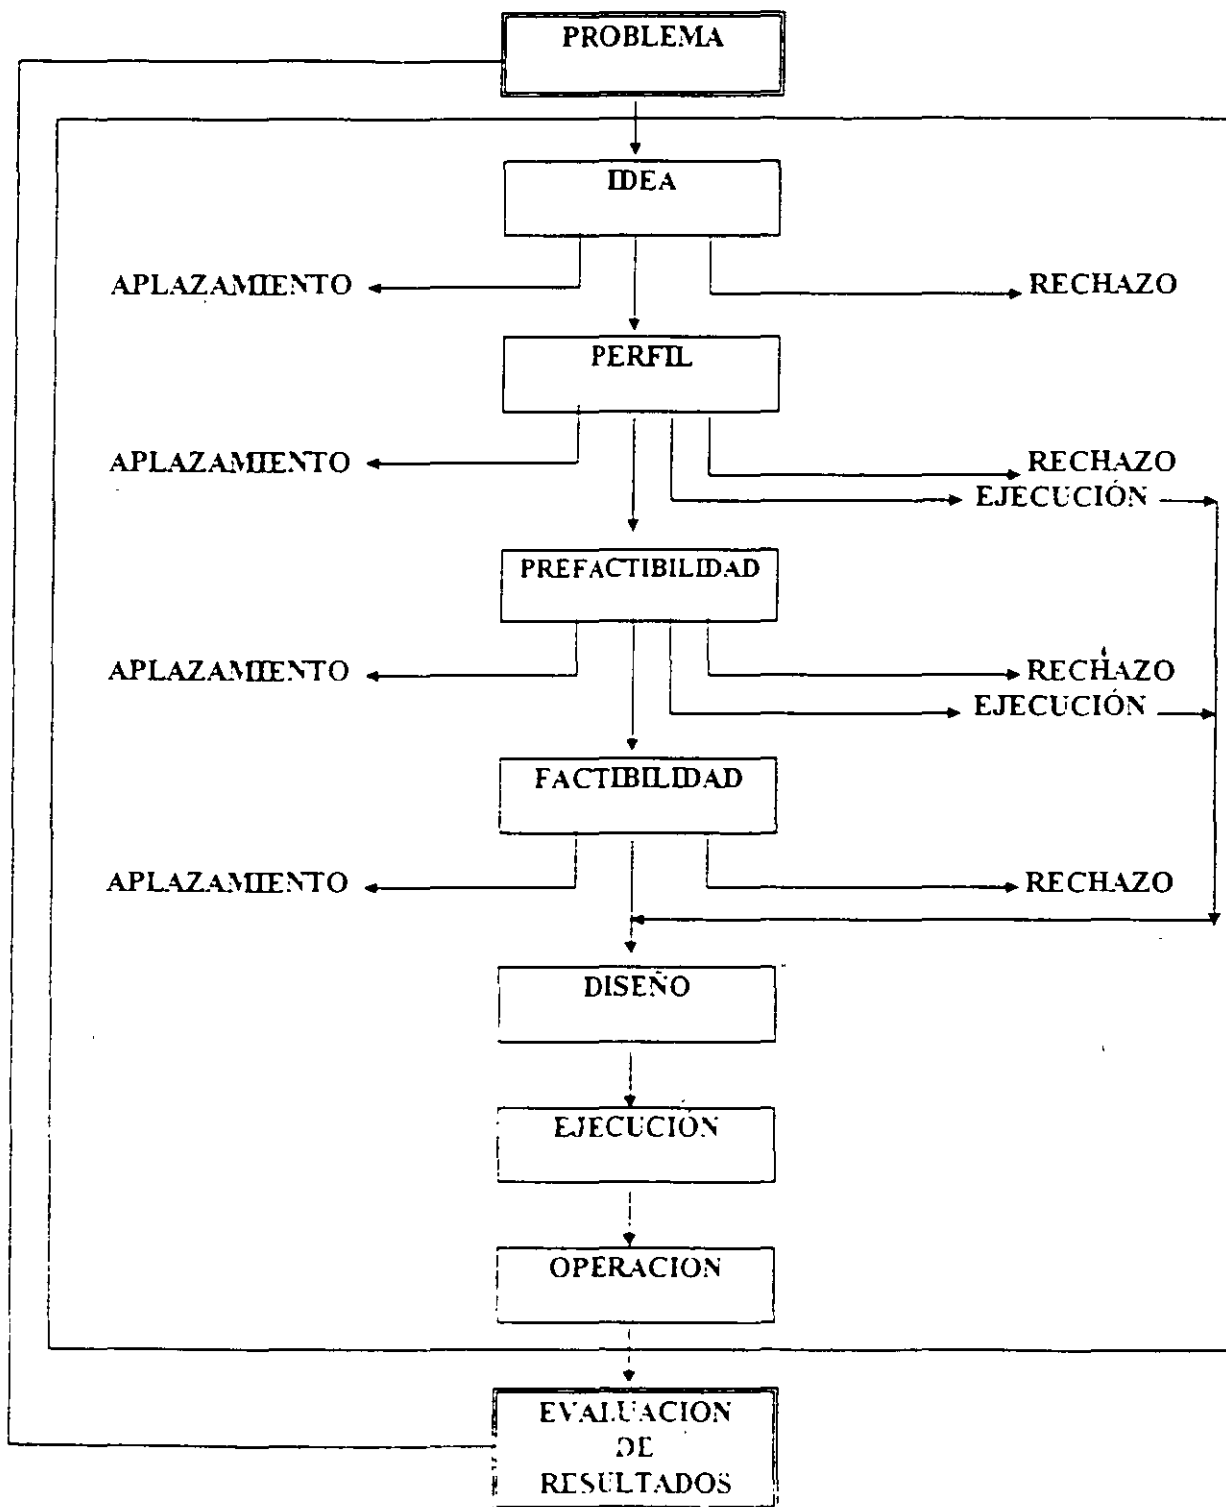 PROBLEMA
IDEA
APLAZAMIENTO
RECHAZO
PERFIL
APLAZAMIENTO
RECHAZO
EJECUCIÓN
PREFACTIBILIDAD
APLAZAMIENTO
RECHAZO
EJECUCIÓN
FACTIBILIDAD
APLAZAMIENTO
RECHAZO
DISEÑO
EJECUCIÓN
OPERACION
EVALUACION
DE
RESULTADOS